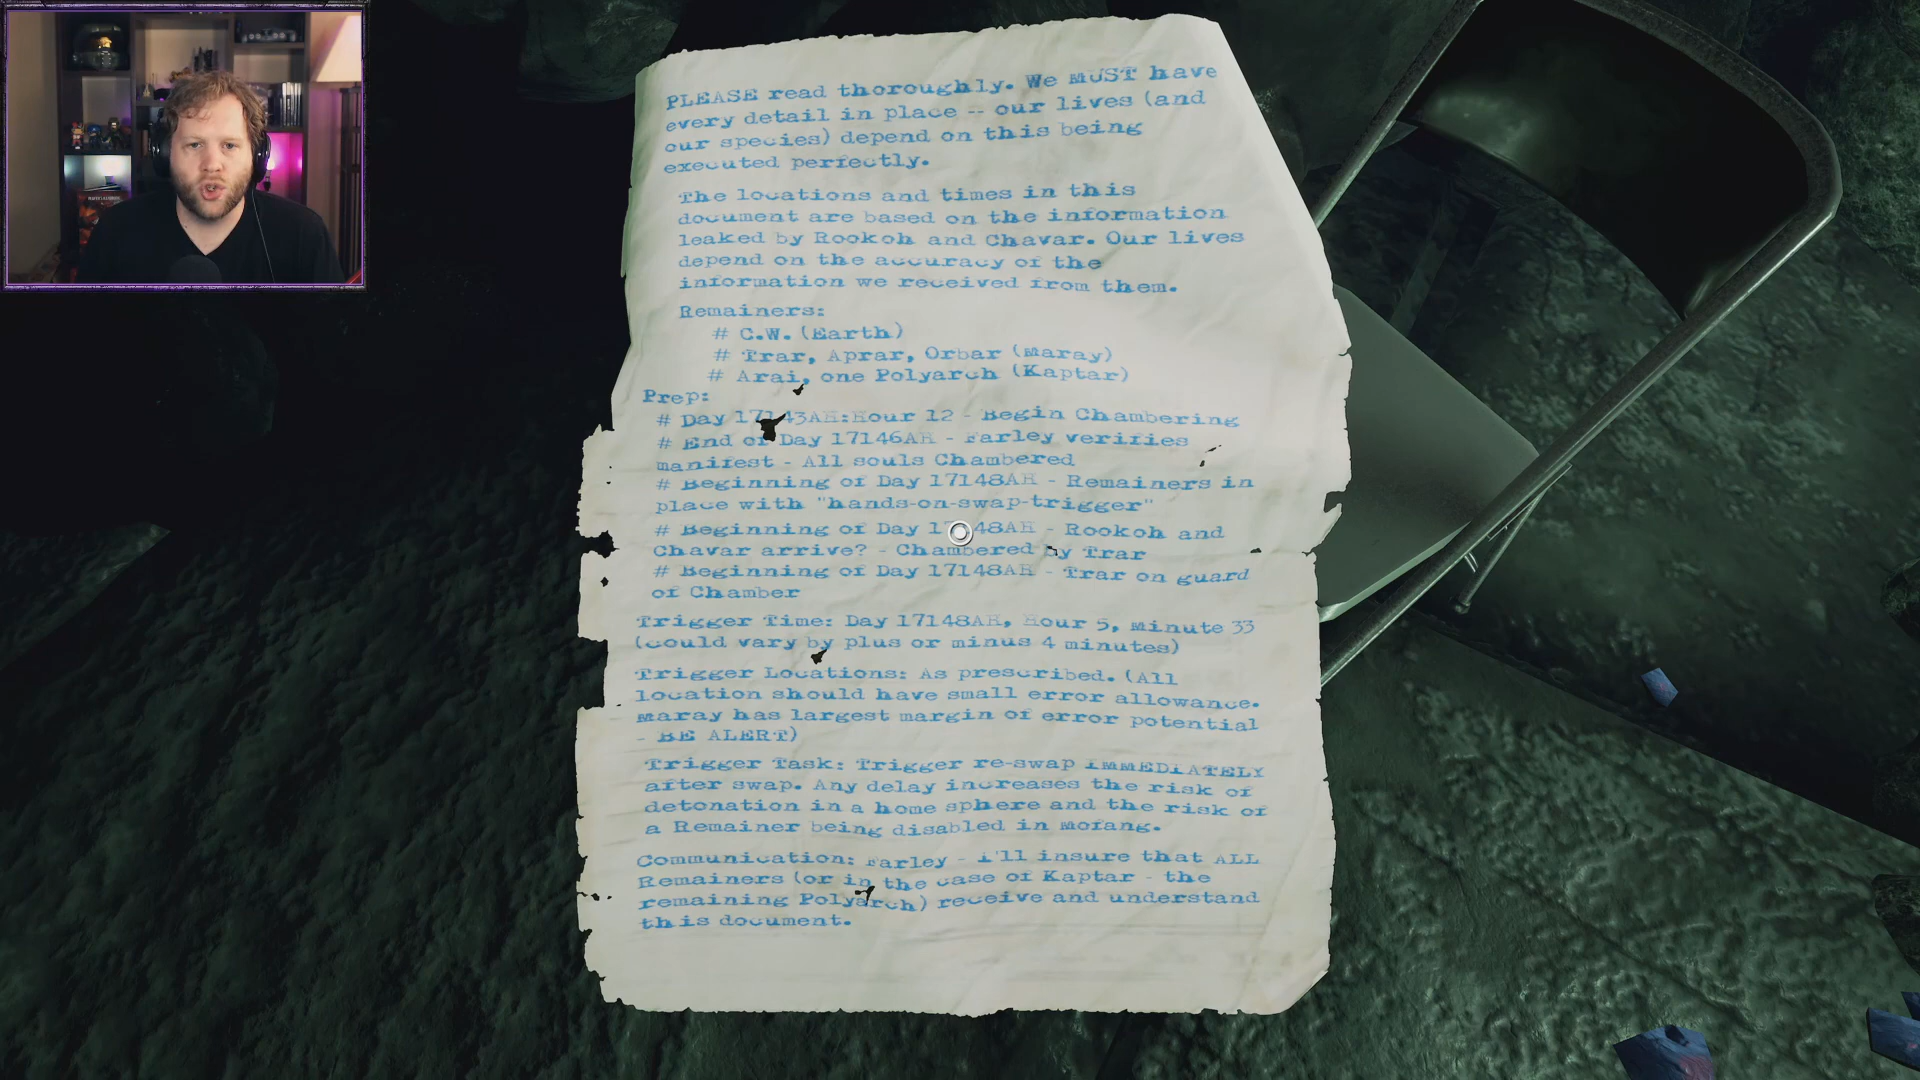 PLEASE read thoroughly. We MUST have
every detail in place -- our lives (and
our species) depend on this being
executed perfectly.
The locations and times in this
document are based on the information
leaked by Rookoh and Chavar. Our lives
depend on the accuracy of the
information we received from them.
Remainers:
# C.W. (Earth)
# Trar, Aprar, Orbar (Maray)
# Arai, one Polyarch (Kaptar)
Prep:
# Day 17143AH:Hour 12 - Begin Chambering
# End of Day 17146AH - Farley verifies
manifest - All souls Chambered
# Beginning of Day 17148AH - Remainers in
place with "hands-on-swap-trigger"
# Beginning of Day 17148AH - Rookoh and
Chavar arrive? - Chambered by Trar
# Beginning of Day 17148AH - Trar on guard
of Chamber
Trigger Time: Day 17148AH, Hour 5, Minute 33
(could vary by plus or minus 4 minutes)
Trigger Locations: As prescribed. (All
location should have small error allowance.
Maray has largest margin of error potential
- BE ALERT)
Trigger Task: Trigger re-swap IMMEDIATELY
after swap. Any delay increases the risk of
detonation in a home sphere and the risk of
a Remainer being disabled in Mofang.
Communication: Farley - I'll insure that ALL
Remainers (or in the case of Kaptar - the
remaining Polyarch) receive and understand
this document.